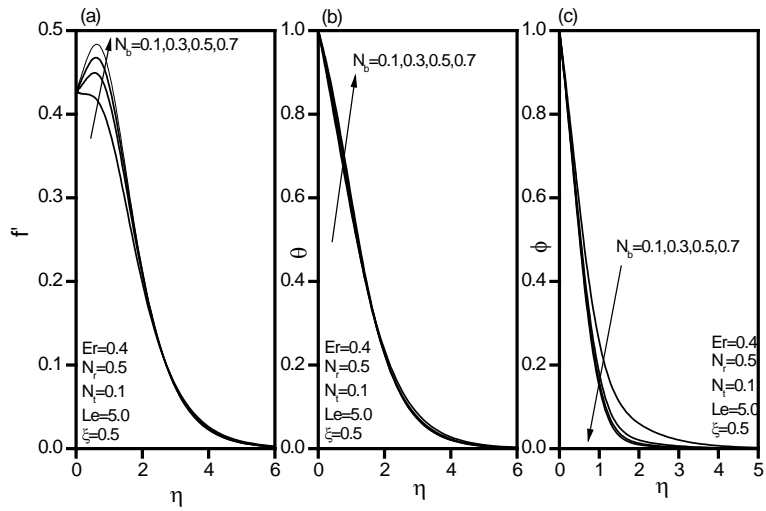 (a)
0.5
0.4
0.3
0.2
0.1
0.0
f'
N_b=0.1,0.3,0.5,0.7
Er=0.4
N_r=0.5
N_t=0.1
Le=5.0
ξ=0.5
0 2 4 6
η
(b)
1.0
0.8
0.6
0.4
0.2
0.0
θ
N_b=0.1,0.3,0.5,0.7
Er=0.4
N_r=0.5
N_t=0.1
Le=5.0
ξ=0.5
0 2 4 6
η
(c)
1.0
0.8
0.6
0.4
0.2
0.0
ϕ
N_b=0.1,0.3,0.5,0.7
Er=0.4
N_r=0.5
N_t=0.1
Le=5.0
ξ=0.5
0 1 2 3 4 5
η